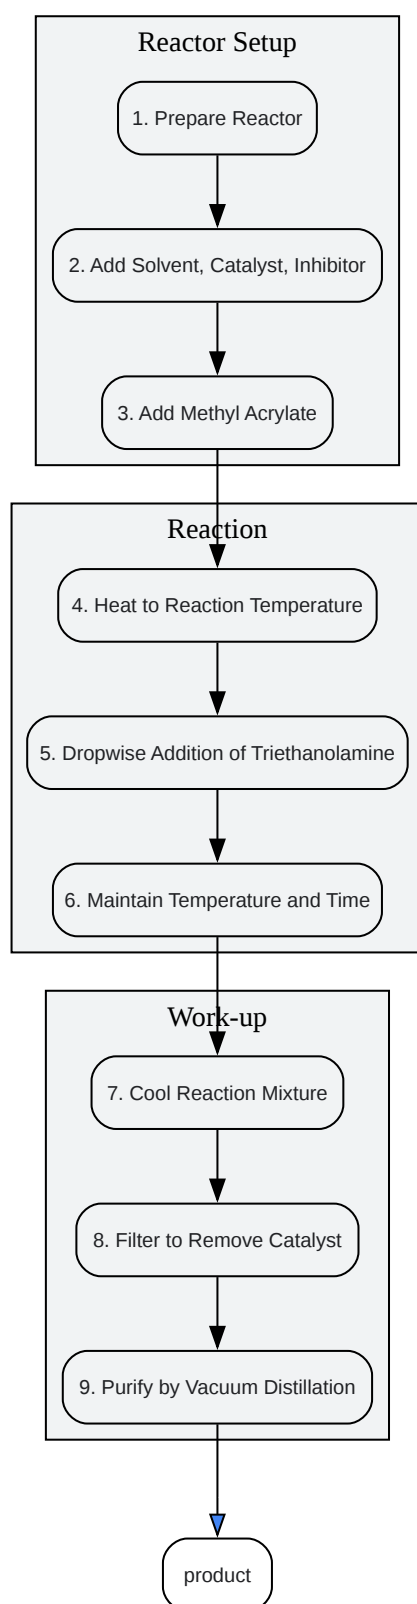 Reactor Setup
1. Prepare Reactor
2. Add Solvent, Catalyst, Inhibitor
3. Add Methyl Acrylate
Reaction
4. Heat to Reaction Temperature
5. Dropwise Addition of Triethanolamine
6. Maintain Temperature and Time
Work-up
7. Cool Reaction Mixture
8. Filter to Remove Catalyst
9. Purify by Vacuum Distillation
product